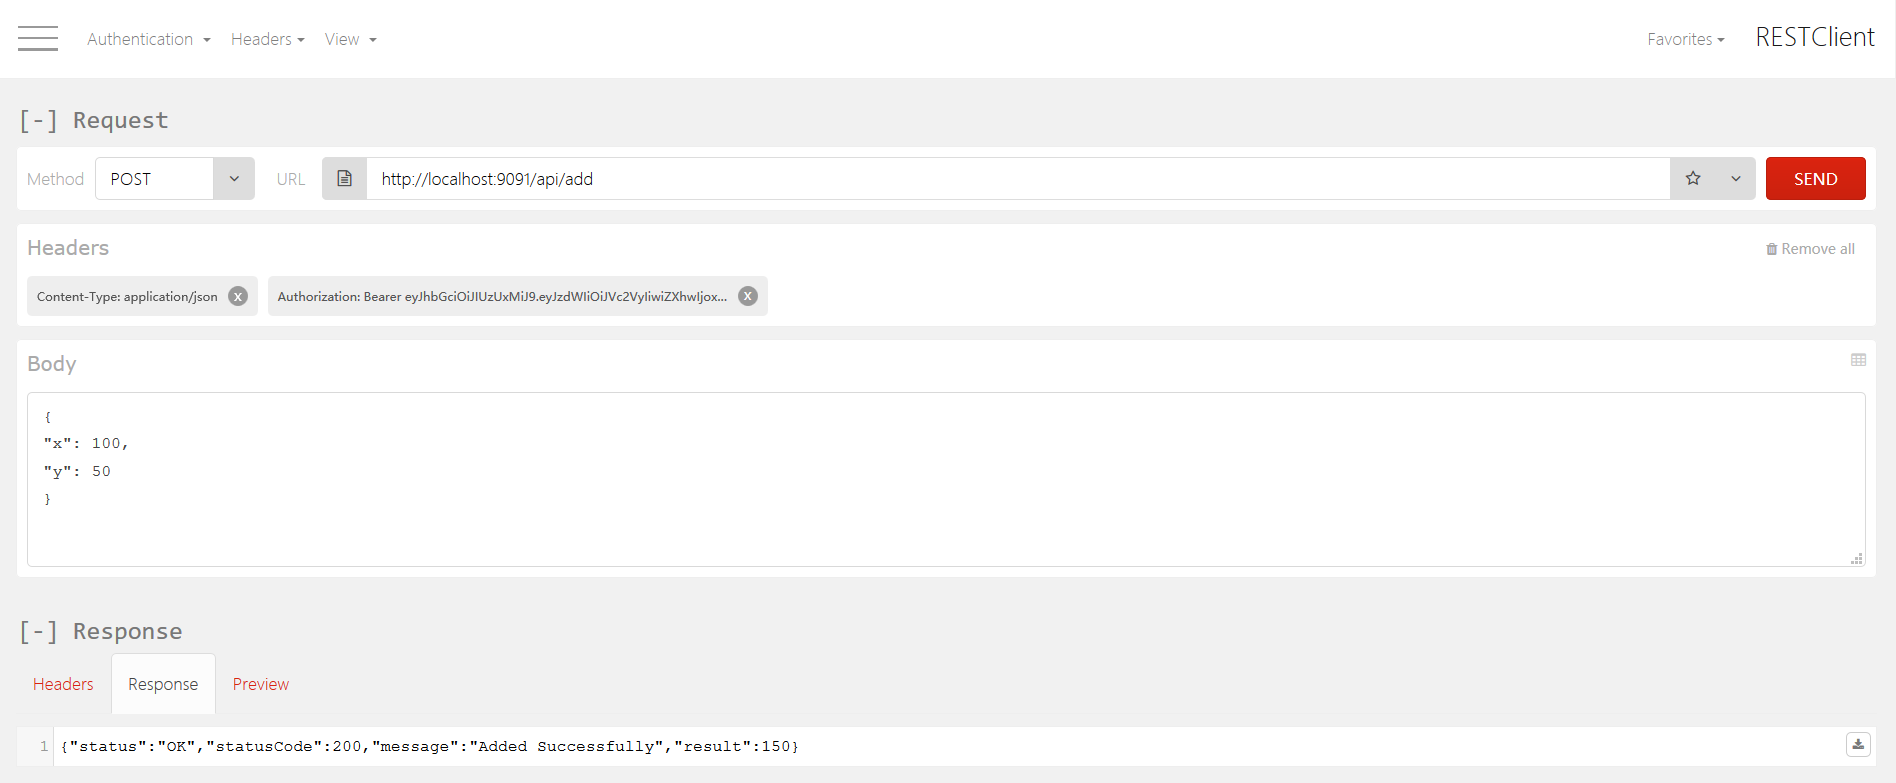 Authentication Headers View Favorites RESTClient
[-] Request
Method POST URL http://localhost:9091/api/add SEND
Headers Remove all
Content-Type: application/json x Authorization: Bearer eyJhbGciOiJIUzUxMiJ9.eyJzdWIiOiJVc2VyIiwiZXhwIjox... x
Body
{
"x": 100,
"y": 50
}
[-] Response
Headers Response Preview
1 {"status":"OK","statusCode":200,"message":"Added Successfully","result":150}